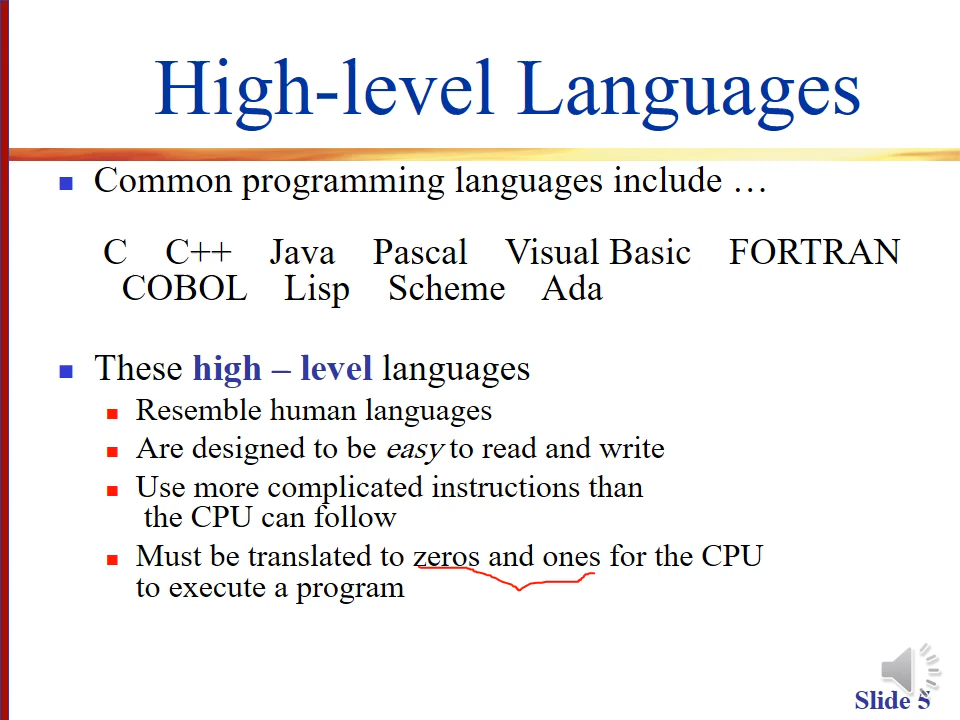 High-level Languages
Common programming languages include …
C C++ Java Pascal Visual Basic FORTRAN
COBOL Lisp Scheme Ada
These high – level languages
Resemble human languages
Are designed to be easy to read and write
Use more complicated instructions than
the CPU can follow
Must be translated to zeros and ones for the CPU
to execute a program
Slide 5